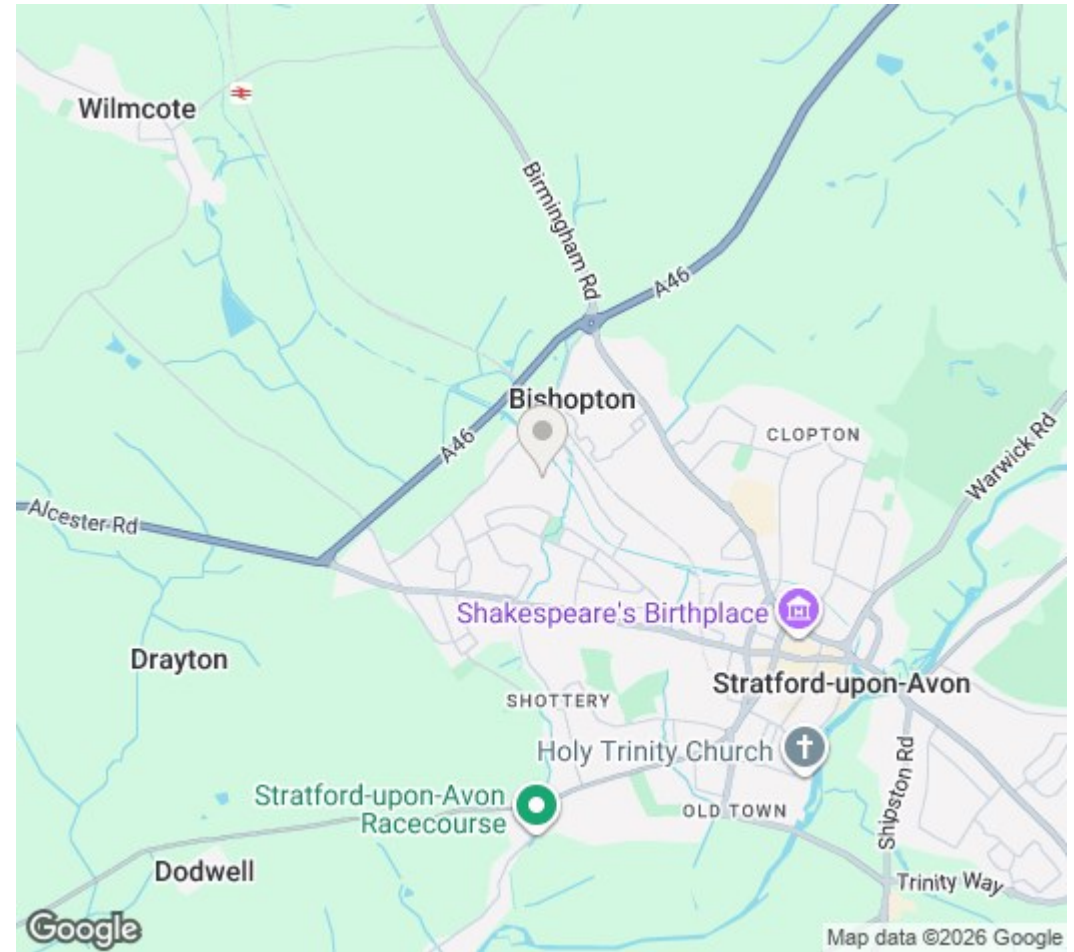 Wilmcote
Birmingham Rd
A46
Bishopton
A46
CLOPTON
Warwick Rd
Alcester Rd
Shakespeare's Birthplace
Drayton
Stratford-upon-Avon
SHOTTERY
Holy Trinity Church
Stratford-upon-Avon
Racecourse
OLD TOWN
Shipston Rd
Dodwell
Trinity Way
Google
Map data ©2026 Google